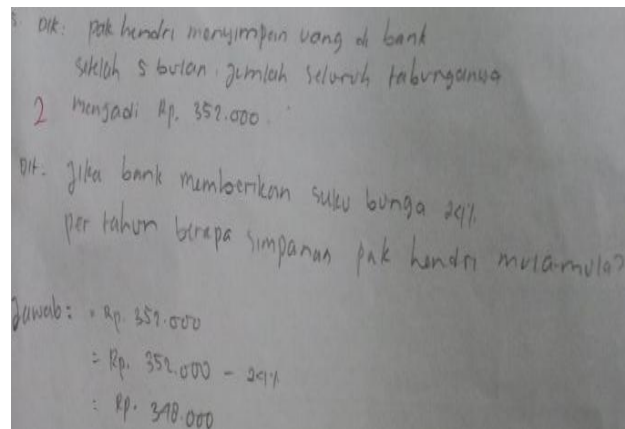 3. Dik: pak hendri menyimpan uang di bank
setelah 5 bulan. jumlah seluruh tabungannya
2 menjadi Rp. 352.000.
Dit: Jika bank memberikan suku bunga 24%
per tahun berapa simpanan pak hendri mula-mula?
Jawab: = Rp. 352.000
= Rp. 352.000 - 24%
: Rp. 348.000